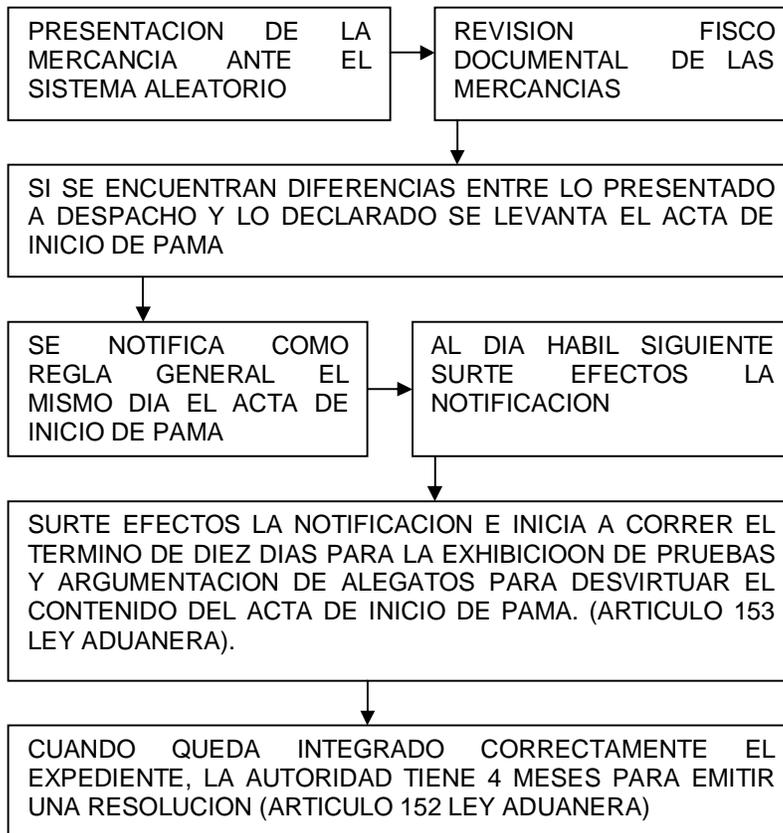 PRESENTACION DE LA
MERCANCIA ANTE EL
SISTEMA ALEATORIO
REVISION FISCO
DOCUMENTAL DE LAS
MERCANCIAS
SI SE ENCUENTRAN DIFERENCIAS ENTRE LO PRESENTADO
A DESPACHO Y LO DECLARADO SE LEVANTA EL ACTA DE
INICIO DE PAMA
SE NOTIFICA COMO
REGLA GENERAL EL
MISMO DIA EL ACTA DE
INICIO DE PAMA
AL DIA HABIL SIGUIENTE
SURTE EFECTOS LA
NOTIFICACION
SURTE EFECTOS LA NOTIFICACION E INICIA A CORRER EL
TERMINO DE DIEZ DIAS PARA LA EXHIBICIOON DE PRUEBAS
Y ARGUMENTACION DE ALEGATOS PARA DESVIRTUAR EL
CONTENIDO DEL ACTA DE INICIO DE PAMA. (ARTICULO 153
LEY ADUANERA).
CUANDO QUEDA INTEGRADO CORRECTAMENTE EL
EXPEDIENTE, LA AUTORIDAD TIENE 4 MESES PARA EMITIR
UNA RESOLUCION (ARTICULO 152 LEY ADUANERA)